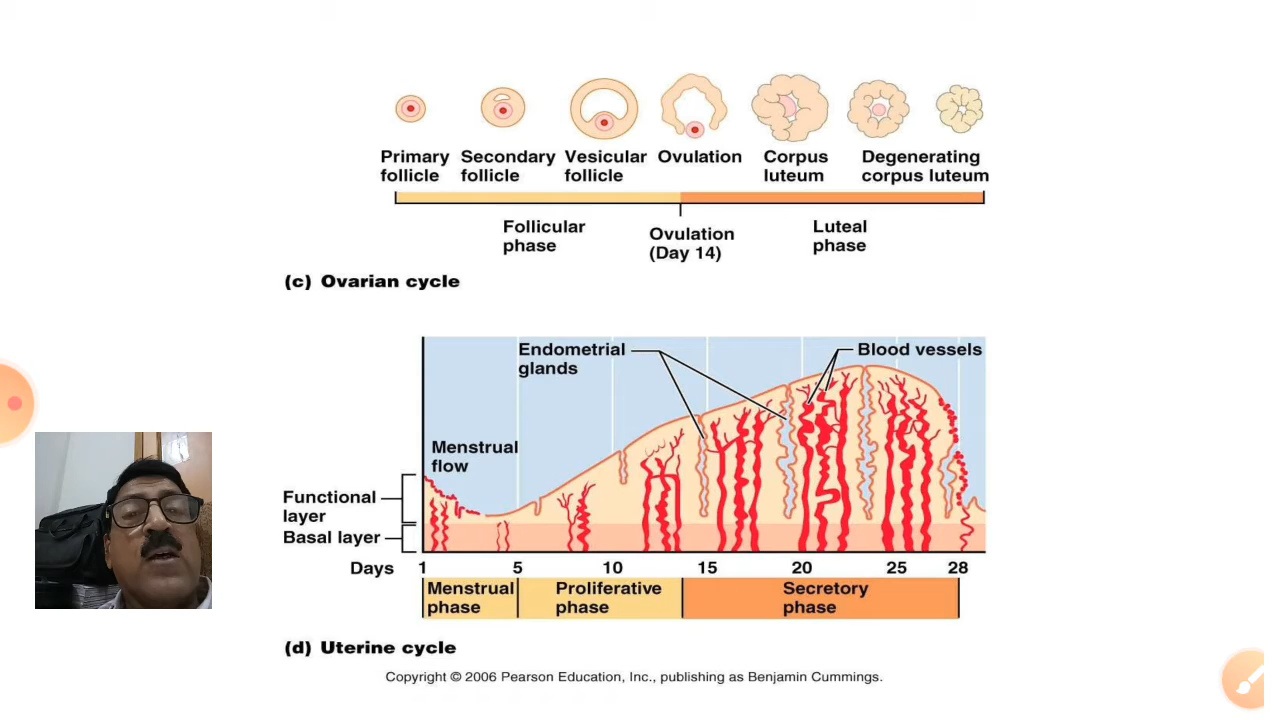 Primary follicle
Secondary follicle
Vesicular follicle
Ovulation
Corpus luteum
Degenerating corpus luteum
Follicular phase
Ovulation (Day 14)
Luteal phase
(c) Ovarian cycle
Endometrial glands
Blood vessels
Menstrual flow
Functional layer
Basal layer
Days 1 5 10 15 20 25 28
Menstrual phase
Proliferative phase
Secretory phase
(d) Uterine cycle
Copyright © 2006 Pearson Education, Inc., publishing as Benjamin Cummings.